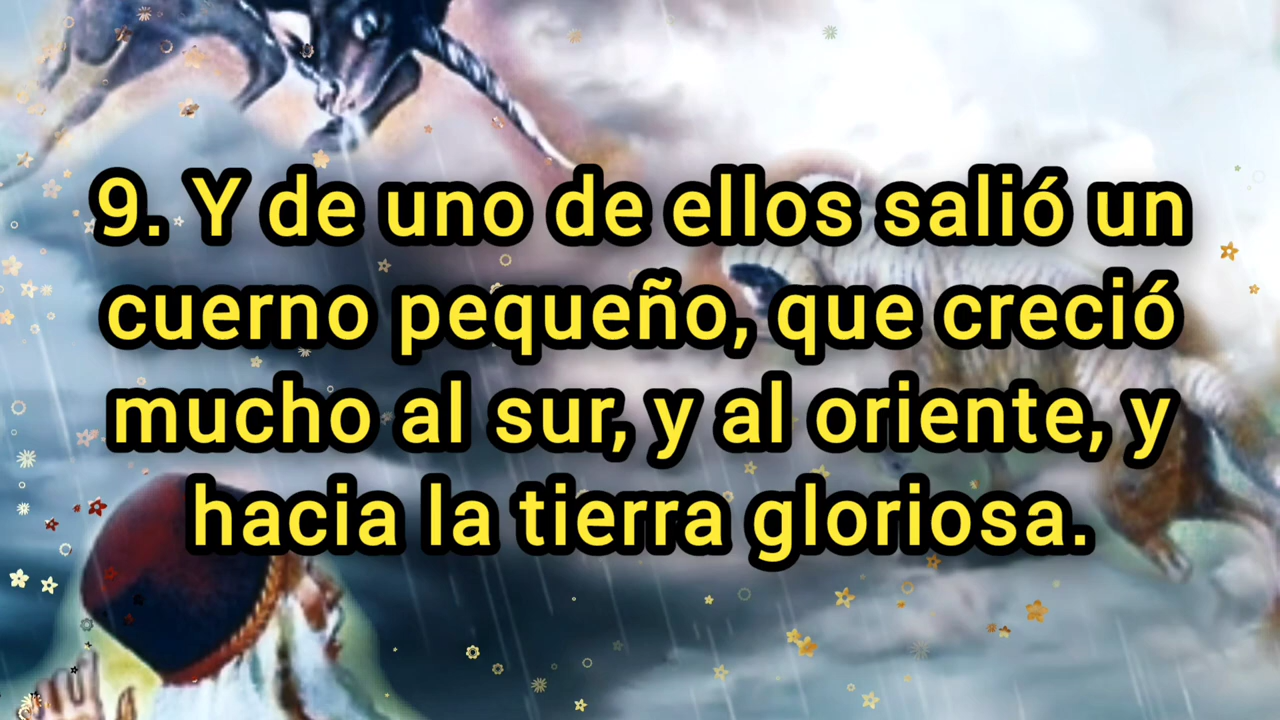 9. Y de uno de ellos salió un
cuerno pequeño, que creció
mucho al sur, y al oriente, y
hacia la tierra gloriosa.